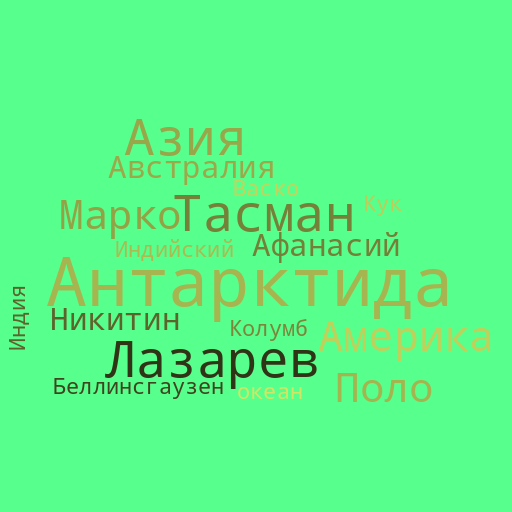 Азия
Австралия
Васко
Марко
Тасман
Кук
Индийский
Афанасий
Антарктида
Индия
Никитин
Колумб
Америка
Лазарев
Беллинсгаузен
океан
Поло